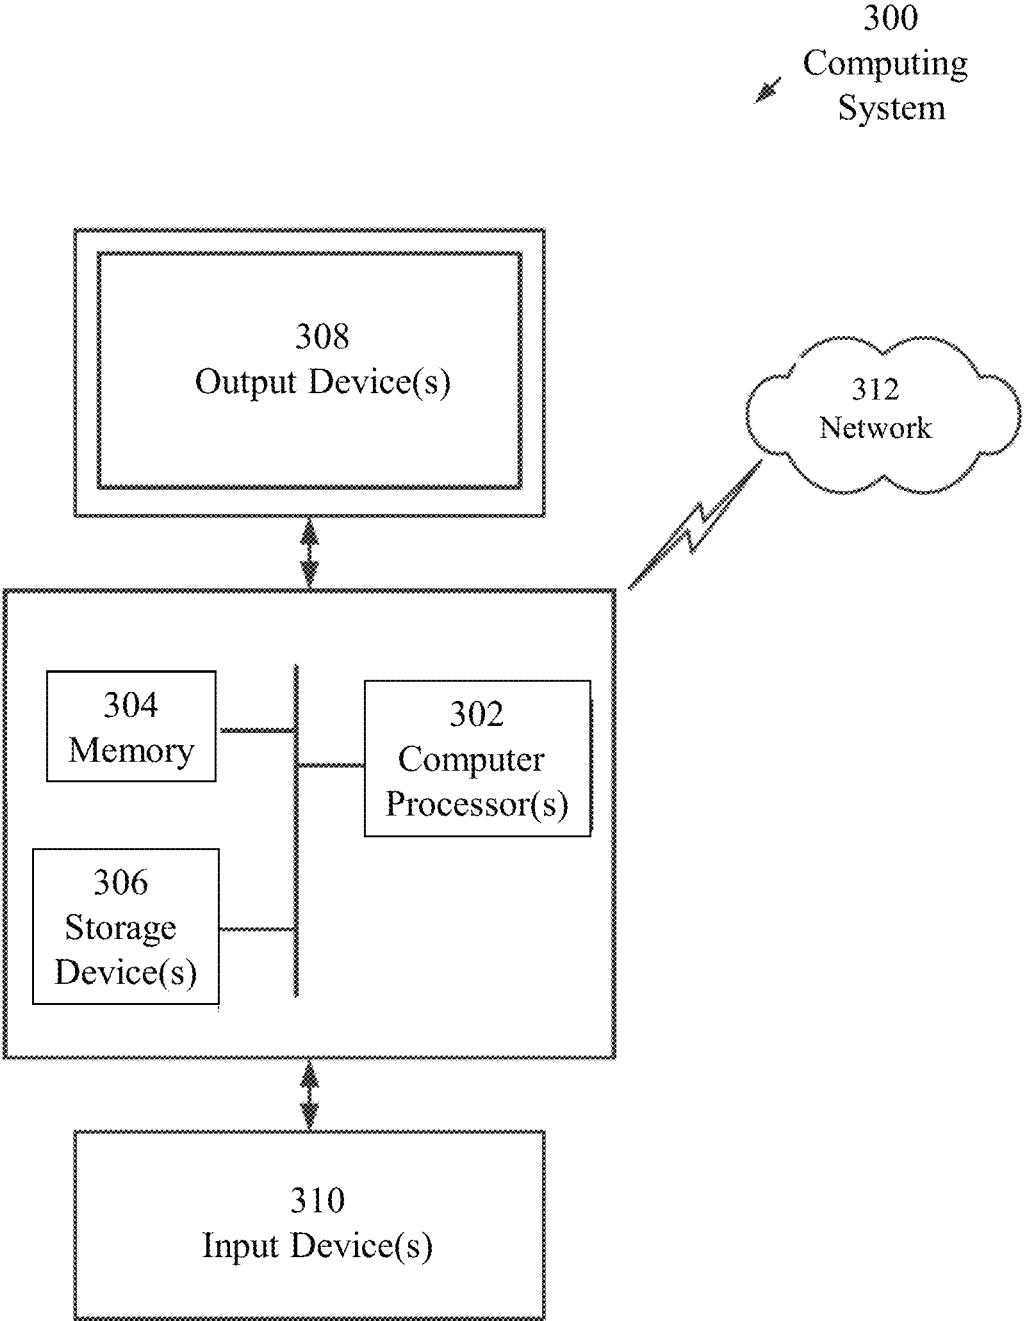 300
Computing
System
308
Output Device(s)
312
Network
304
Memory
302
Computer
Processor(s)
306
Storage
Device(s)
310
Input Device(s)